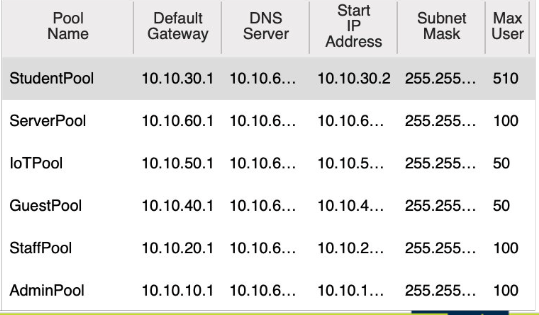 Pool Name Default Gateway DNS Server Start IP Address Subnet Mask Max User
StudentPool 10.10.30.1 10.10.6... 10.10.30.2 255.255... 510
ServerPool 10.10.60.1 10.10.6... 10.10.6... 255.255... 100
IoTPool 10.10.50.1 10.10.6... 10.10.5... 255.255... 50
GuestPool 10.10.40.1 10.10.6... 10.10.4... 255.255... 50
StaffPool 10.10.20.1 10.10.6... 10.10.2... 255.255... 100
AdminPool 10.10.10.1 10.10.6... 10.10.1... 255.255... 100